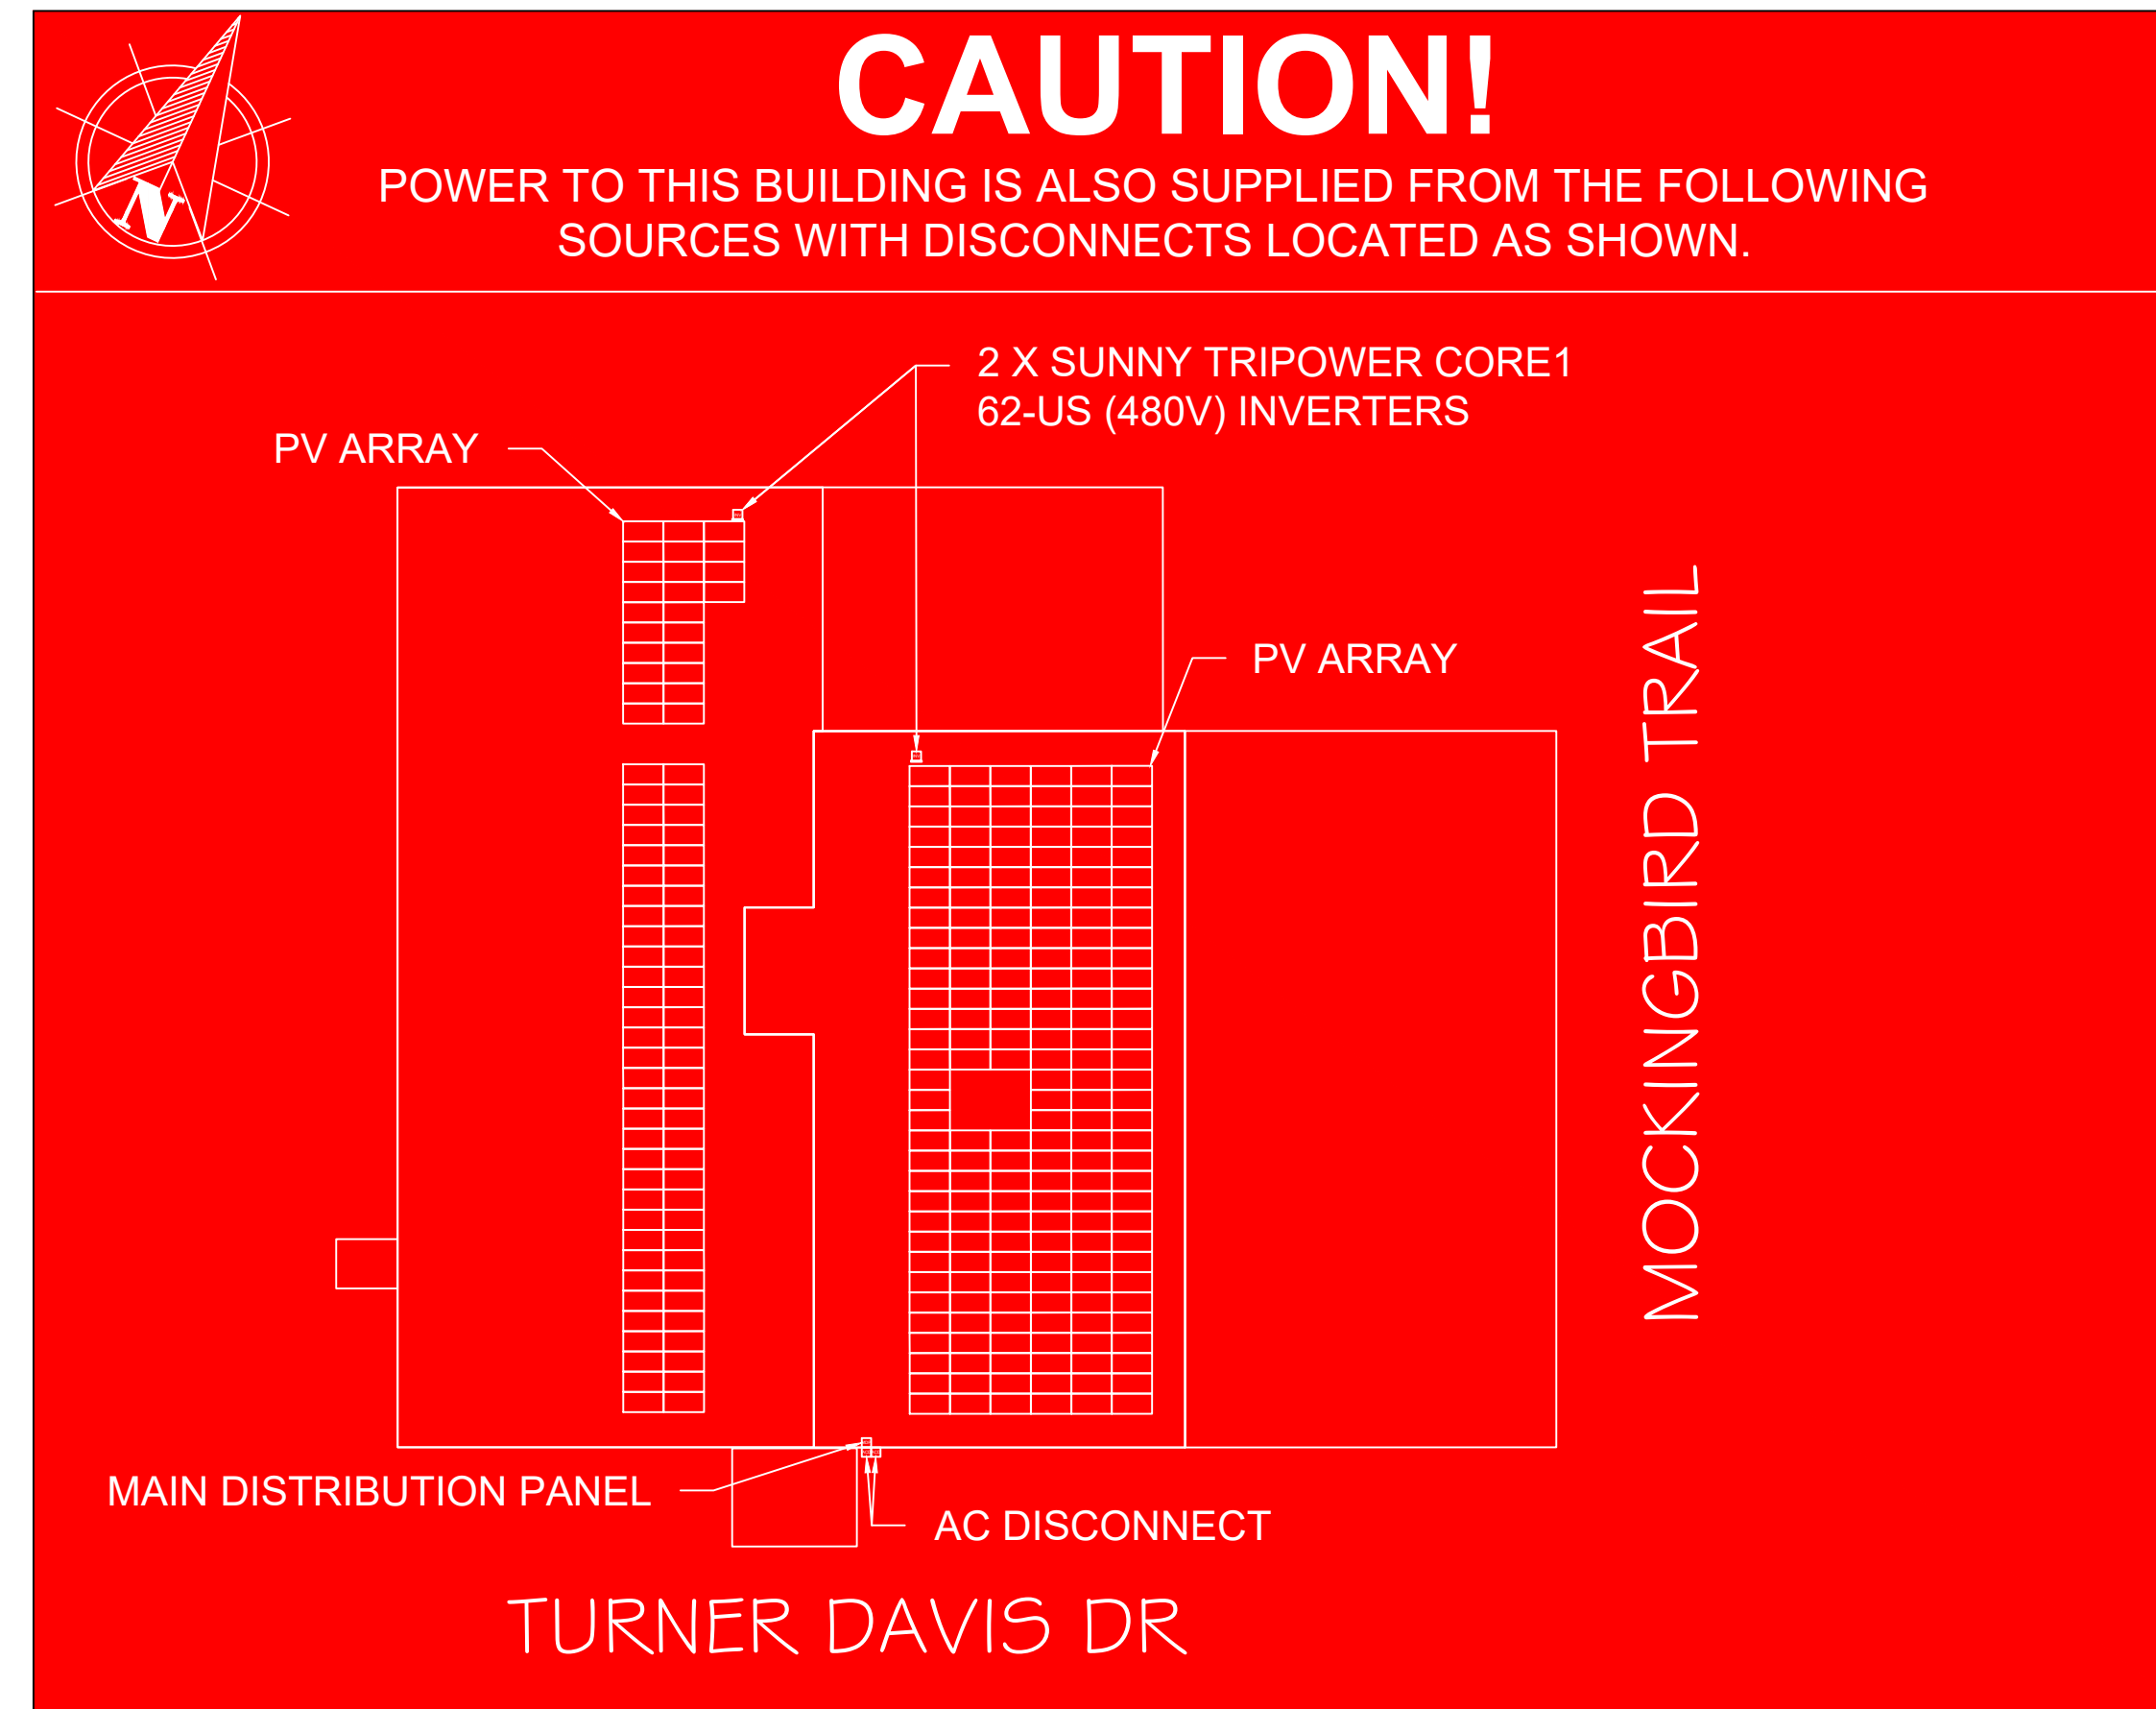 CAUTION!
POWER TO THIS BUILDING IS ALSO SUPPLIED FROM THE FOLLOWING
SOURCES WITH DISCONNECTS LOCATED AS SHOWN.
N
2 X SUNNY TRIPOWER CORE1
62-US (480V) INVERTERS
PV ARRAY
PV ARRAY
MOCKINGBIRD TRAIL
MAIN DISTRIBUTION PANEL
AC DISCONNECT
TURNER DAVIS DR